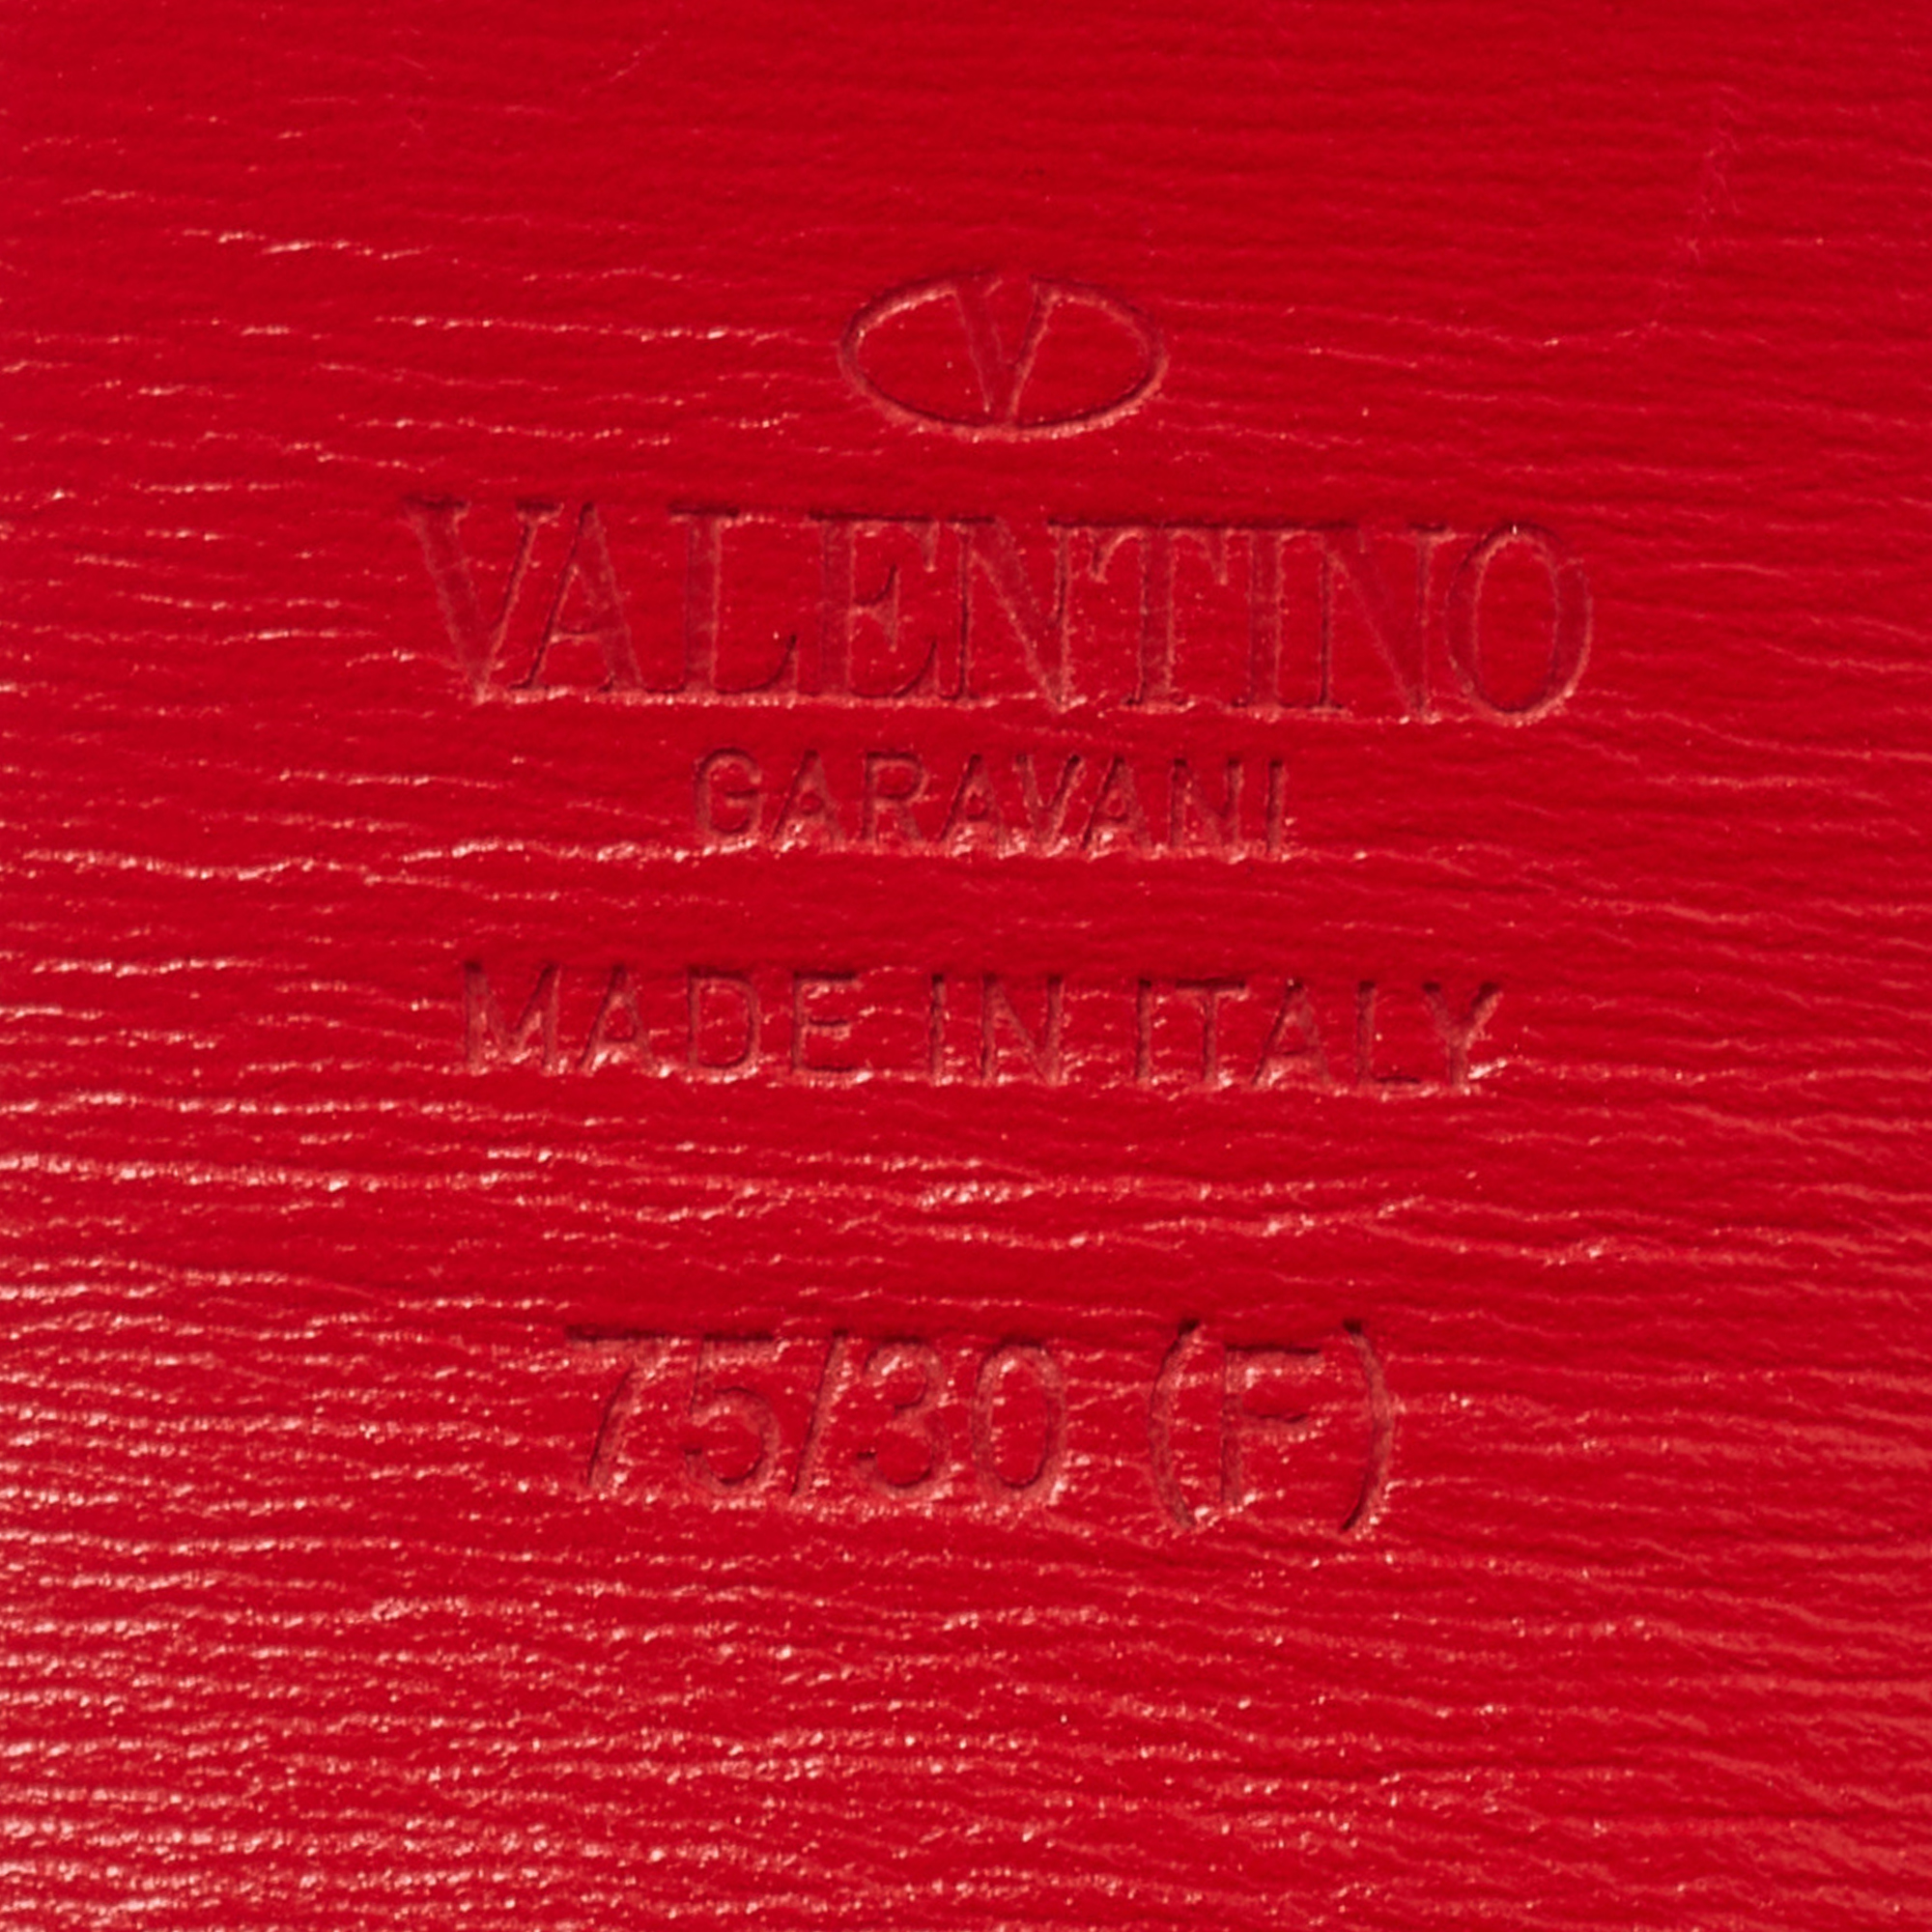 V
VALENTINO
GARAVANI
MADE IN ITALY
75/30 (F)